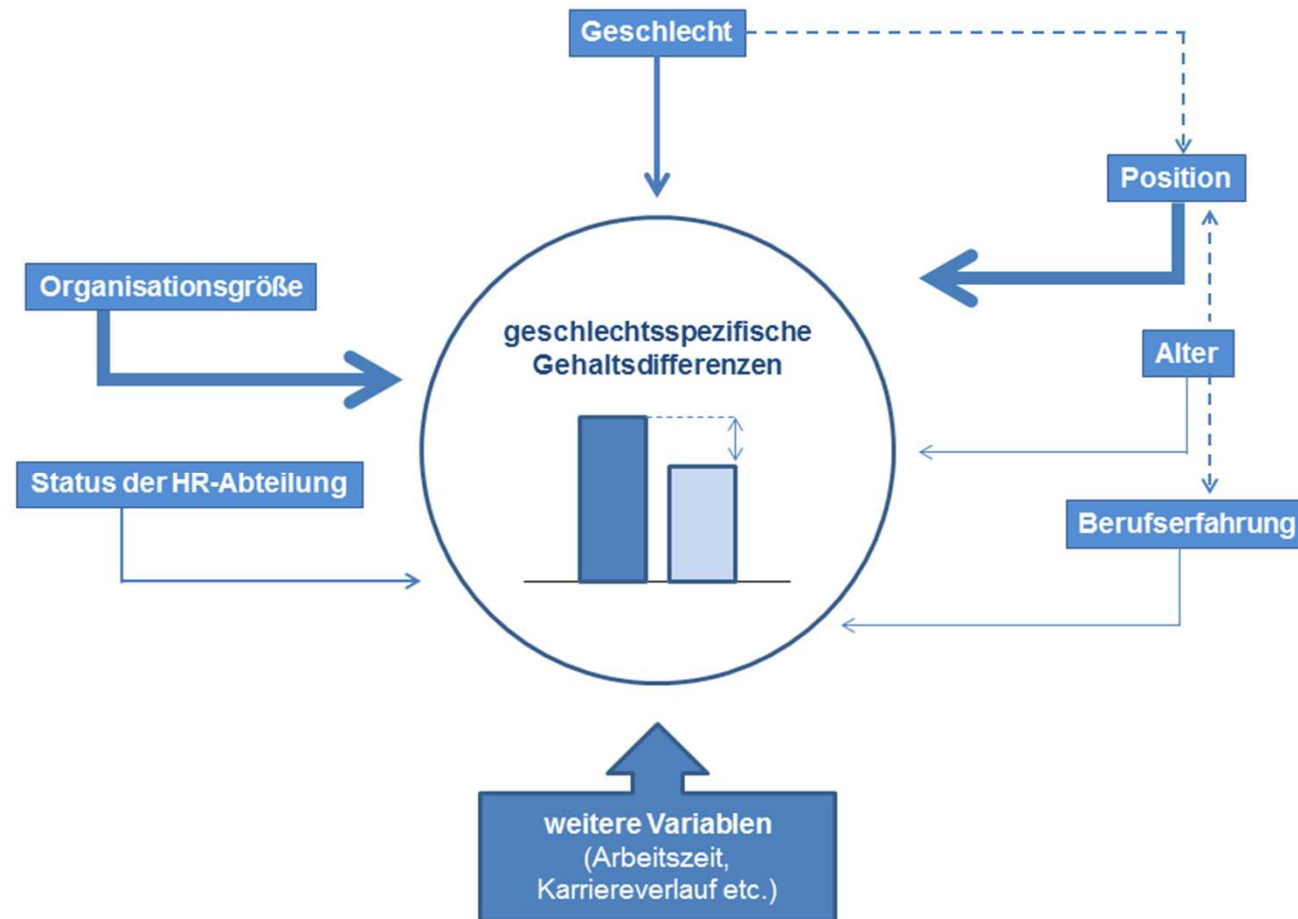 Geschlecht
Position
Organisationsgröße
geschlechtsspezifische
Gehaltsdifferenzen
Alter
Status der HR-Abteilung
Berufserfahrung
weitere Variablen
(Arbeitszeit,
Karriereverlauf etc.)